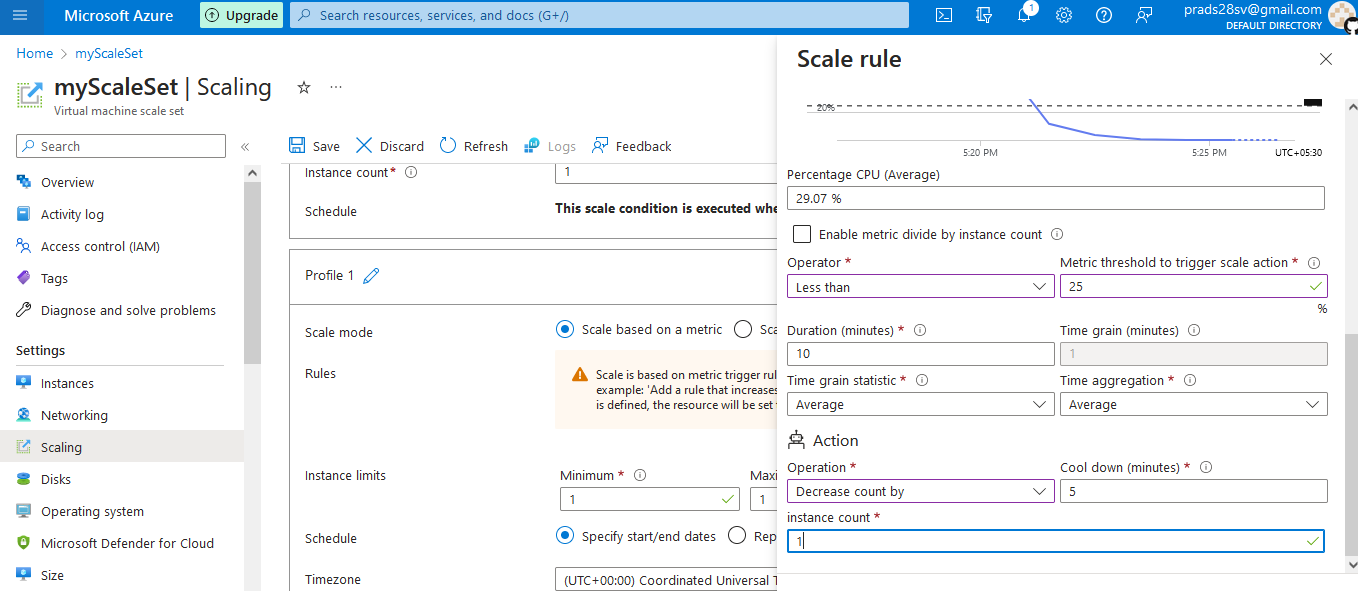 Microsoft Azure
Upgrade
Search resources, services, and docs (G+/)
1
prads28sv@gmail.com
DEFAULT DIRECTORY
Home > myScaleSet
myScaleSet | Scaling
Virtual machine scale set
Search
Overview
Activity log
Access control (IAM)
Tags
Diagnose and solve problems
Settings
Instances
Networking
Scaling
Disks
Operating system
Microsoft Defender for Cloud
Size
Save Discard Refresh Logs Feedback
Instance count* 1
Schedule This scale condition is executed whe
Profile 1
Scale mode Scale based on a metric Sca
Rules
Scale is based on metric trigger rul
example: 'Add a rule that increases
is defined, the resource will be set
Instance limits
Minimum * Maxi
1 1
Schedule Specify start/end dates Rep
Timezone (UTC+00:00) Coordinated Universal T
Scale rule
20%
5:20 PM 5:25 PM UTC+05:30
Percentage CPU (Average)
29.07 %
Enable metric divide by instance count
Operator * Metric threshold to trigger scale action *
Less than 25
%
Duration (minutes) * Time grain (minutes)
10 1
Time grain statistic * Time aggregation *
Average Average
Action
Operation * Cool down (minutes) *
Decrease count by 5
instance count *
1